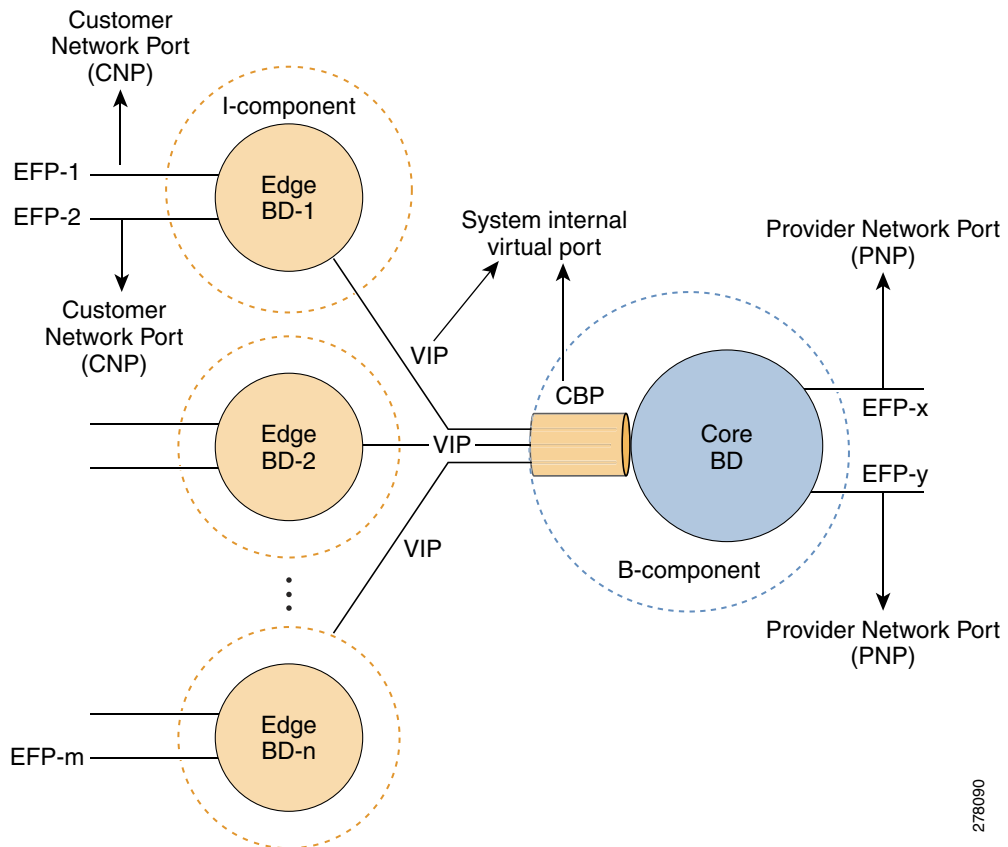 Customer
Network Port
(CNP)
I-component
EFP-1
Edge
BD-1
EFP-2
System internal
virtual port
Provider Network Port
(PNP)
Customer
Network Port
(CNP)
VIP
CBP
EFP-x
Edge
BD-2
VIP
Core
BD
EFP-y
VIP
B-component
Provider Network Port
(PNP)
Edge
BD-n
EFP-m
278090